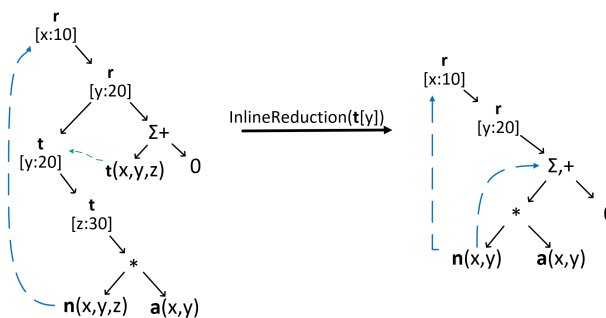 r
[x:10]
r
[y:20]
t
[y:20]
Σ+
t(x,y,z)
0
t
[z:30]
*
n(x,y,z)
a(x,y)
InlineReduction(t[y])
r
[x:10]
r
[y:20]
Σ,+
*
n(x,y)
a(x,y)